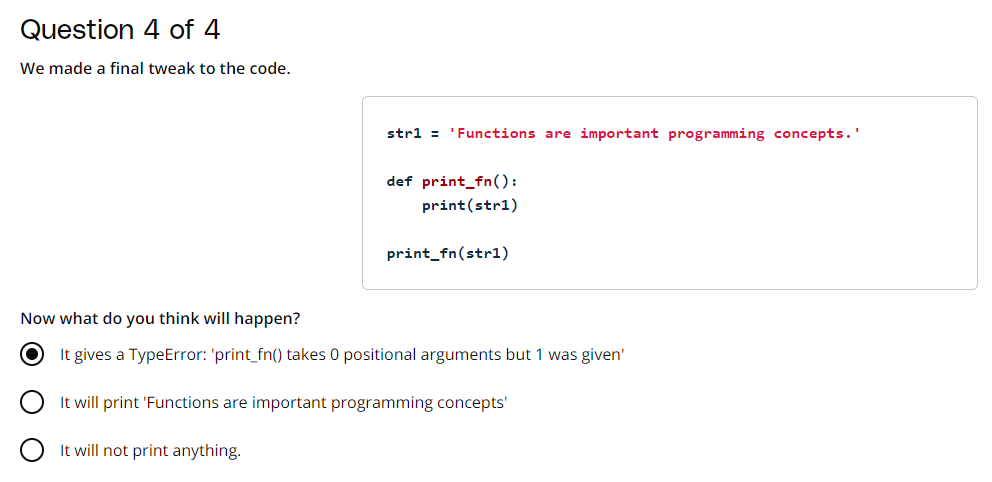 Question 4 of 4
We made a final tweak to the code.
str1 = 'Functions are important programming concepts.'
def print_fn():
    print(str1)
print_fn(str1)
Now what do you think will happen?
It gives a TypeError: 'print_fn() takes 0 positional arguments but 1 was given'
It will print 'Functions are important programming concepts'
It will not print anything.